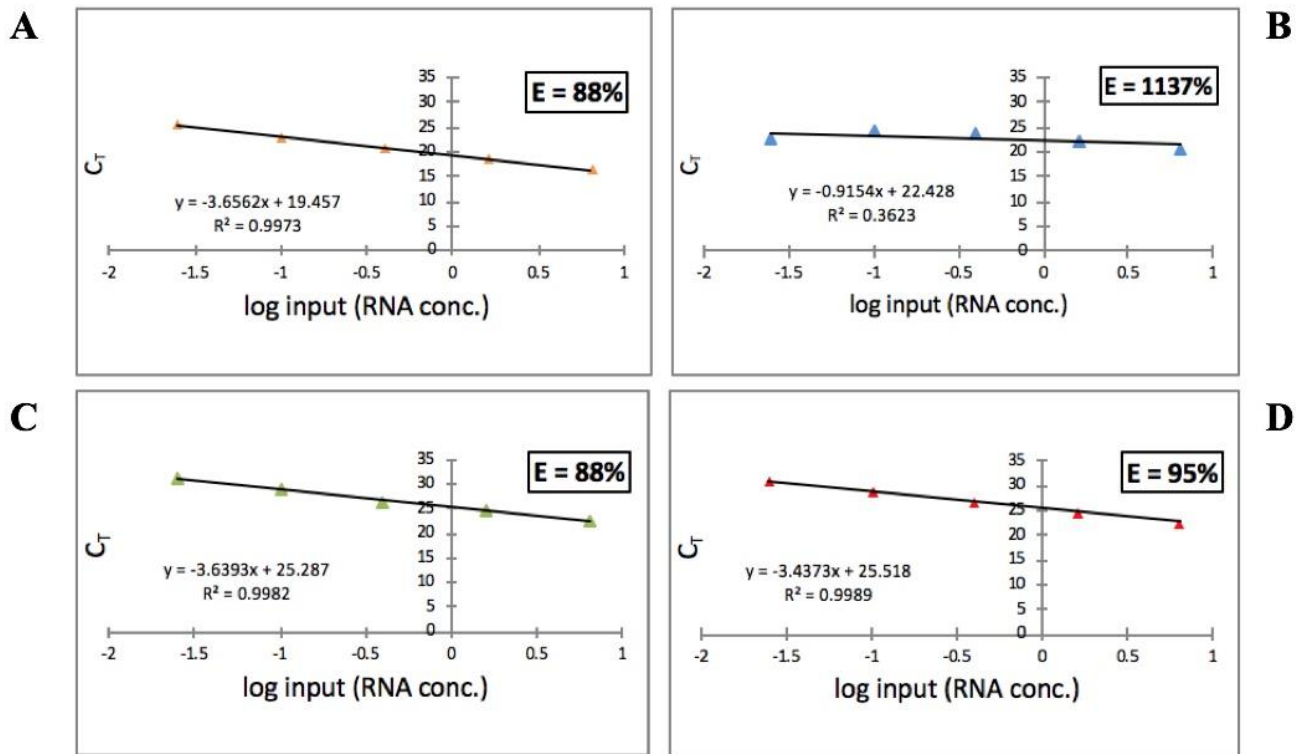 A
E = 88%
35
30
25
20
15
10
5
0
C_T
y = -3.6562x + 19.457
R² = 0.9973
-2 -1.5 -1 -0.5 0 0.5 1
log input (RNA conc.)
B
E = 1137%
35
30
25
20
15
10
5
0
C_T
y = -0.9154x + 22.428
R² = 0.3623
-2 -1.5 -1 -0.5 0 0.5 1
log input (RNA conc.)
C
E = 88%
35
30
25
20
15
10
5
0
C_T
y = -3.6393x + 25.287
R² = 0.9982
-2 -1.5 -1 -0.5 0 0.5 1
log input (RNA conc.)
D
E = 95%
35
30
25
20
15
10
5
0
C_T
y = -3.4373x + 25.518
R² = 0.9989
-2 -1.5 -1 -0.5 0 0.5 1
log input (RNA conc.)